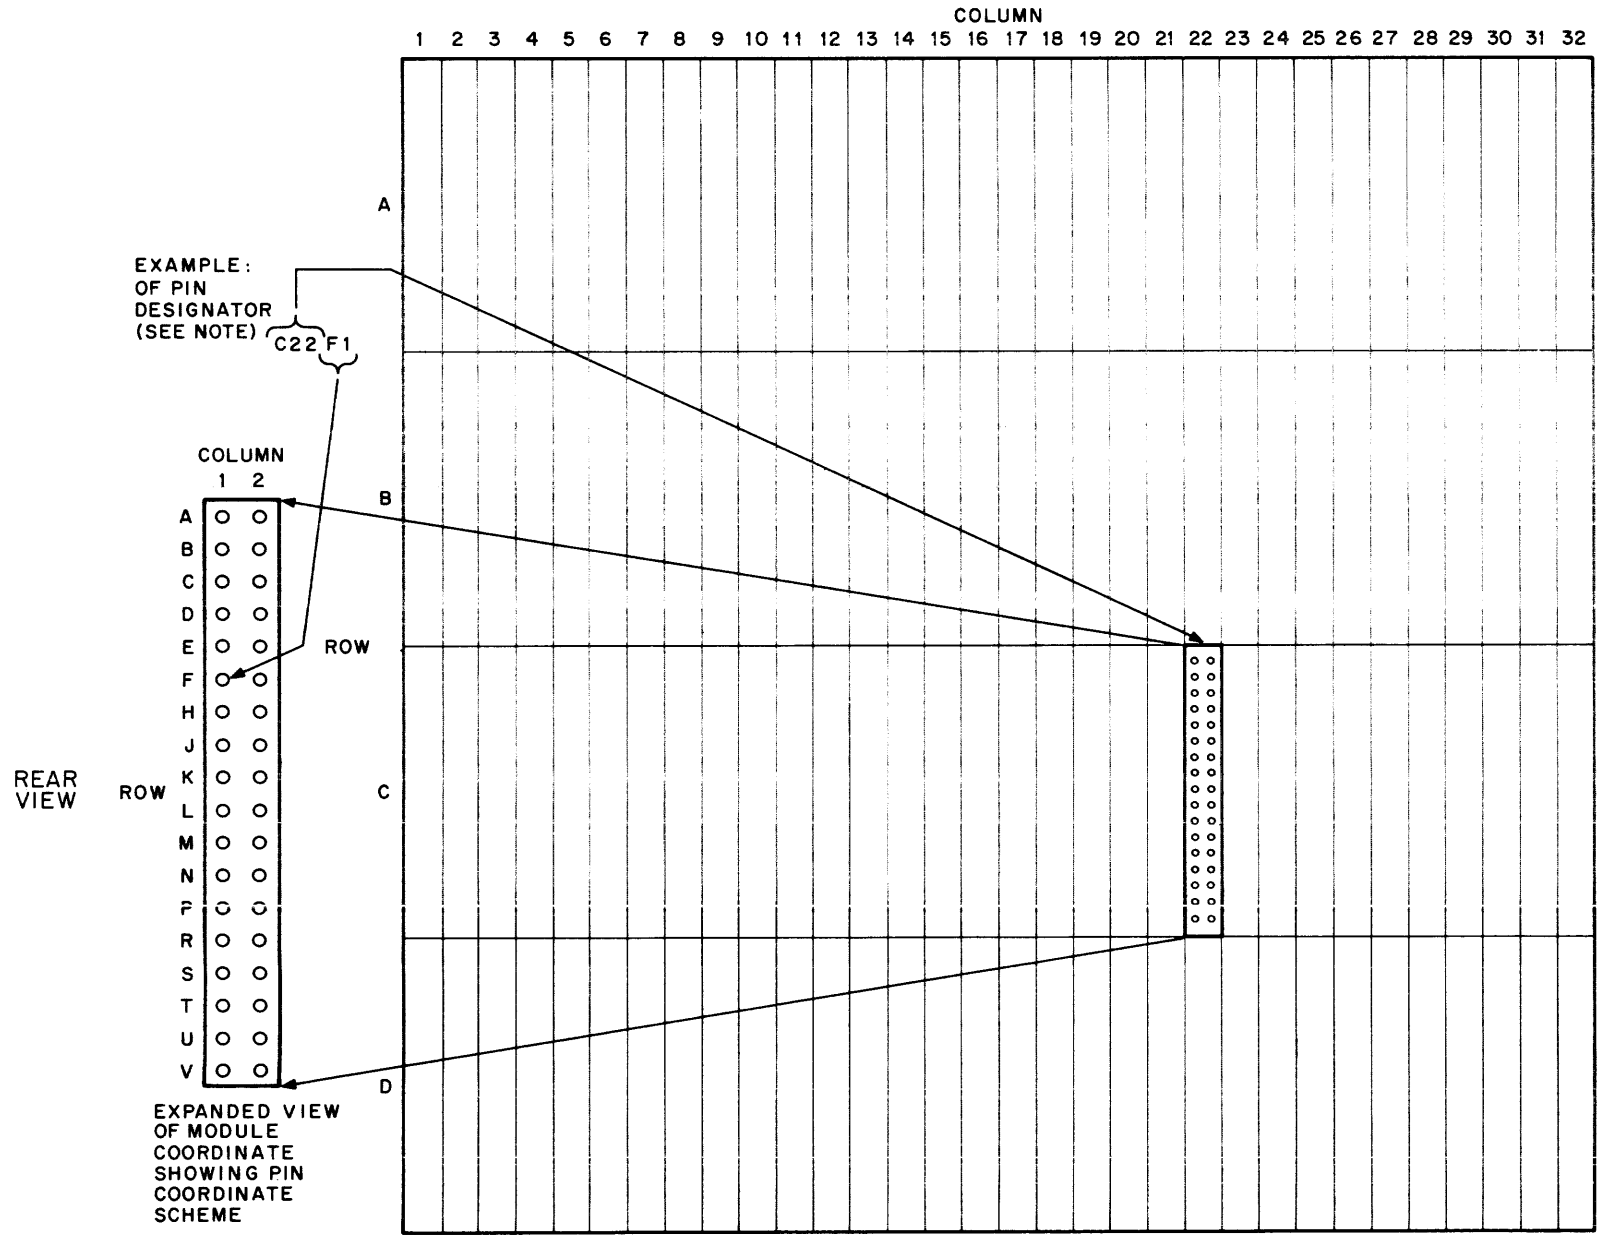 COLUMN
1 2 3 4 5 6 7 8 9 10 11 12 13 14 15 16 17 18 19 20 21 22 23 24 25 26 27 28 29 30 31 32
A
EXAMPLE:
OF PIN
DESIGNATOR
(SEE NOTE)
C22 F1
COLUMN
1 2
B
A
B
C
D
E
ROW
F
H
J
K
REAR
VIEW
ROW
C
L
M
N
P
R
S
T
U
V
D
EXPANDED VIEW
OF MODULE
COORDINATE
SHOWING PIN
COORDINATE
SCHEME